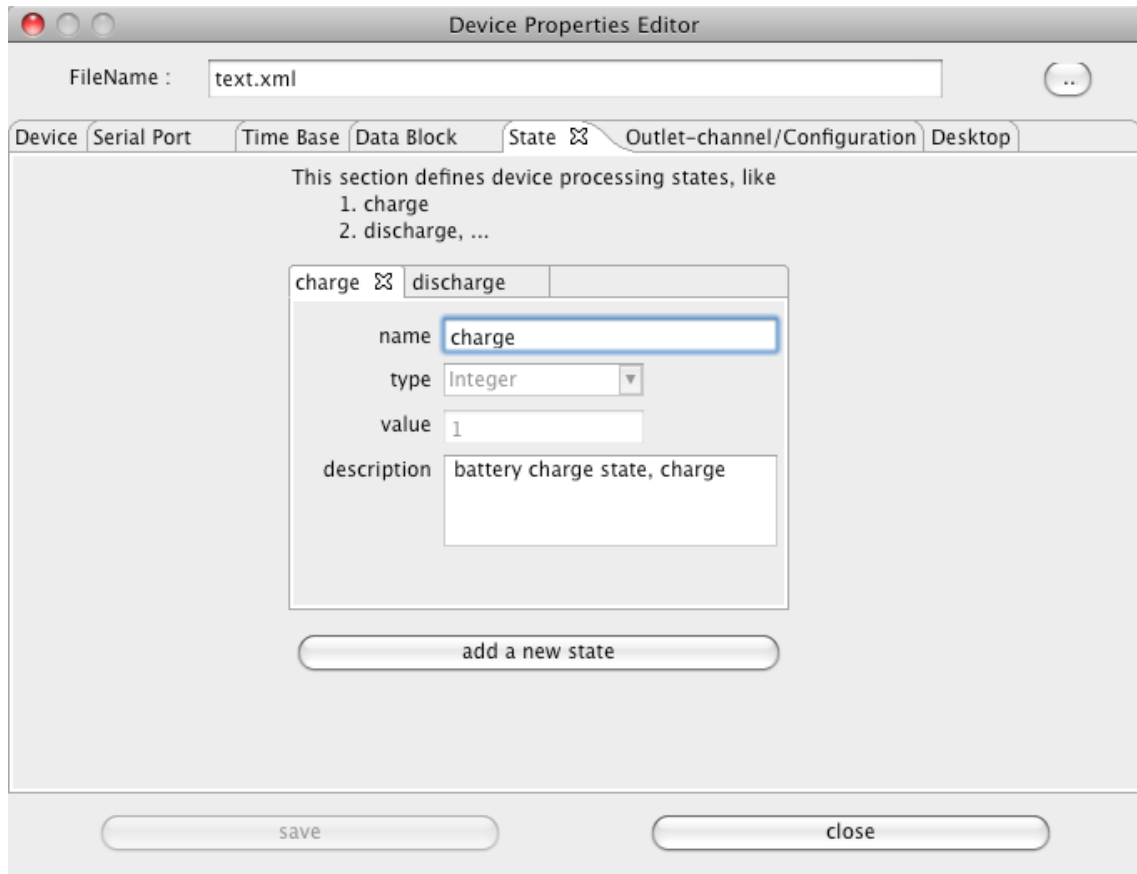 Device Properties Editor
FileName : text.xml ..
Device Serial Port Time Base Data Block State Outlet-channel/Configuration Desktop
This section defines device processing states, like
1. charge
2. discharge, ...
charge discharge
name charge
type Integer
value 1
description battery charge state, charge
add a new state
save close